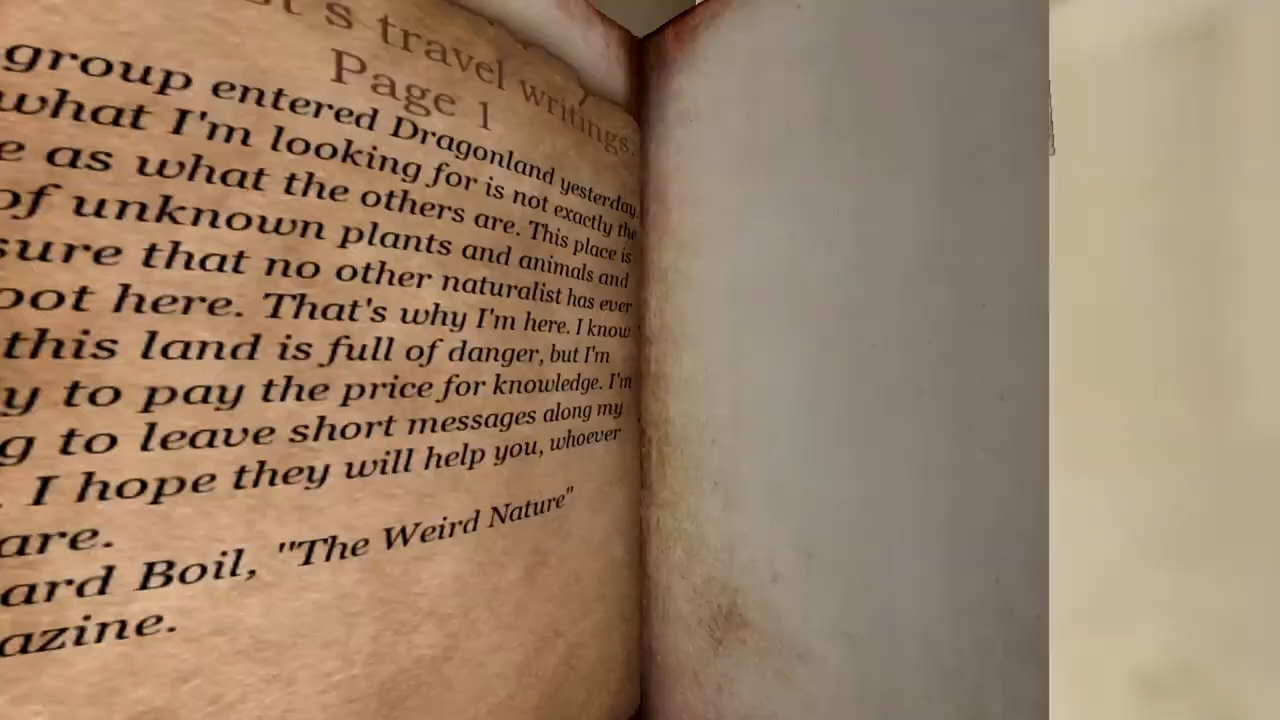 s travel writings.
Page 1
group entered Dragonland yesterday.
what I'm looking for is not exactly the
as what the others are. This place is
of unknown plants and animals and
sure that no other naturalist has ever
here. That's why I'm here. I know
this land is full of danger, but I'm
to pay the price for knowledge. I'm
to leave short messages along my
I hope they will help you, whoever
are.
Boil, "The Weird Nature"